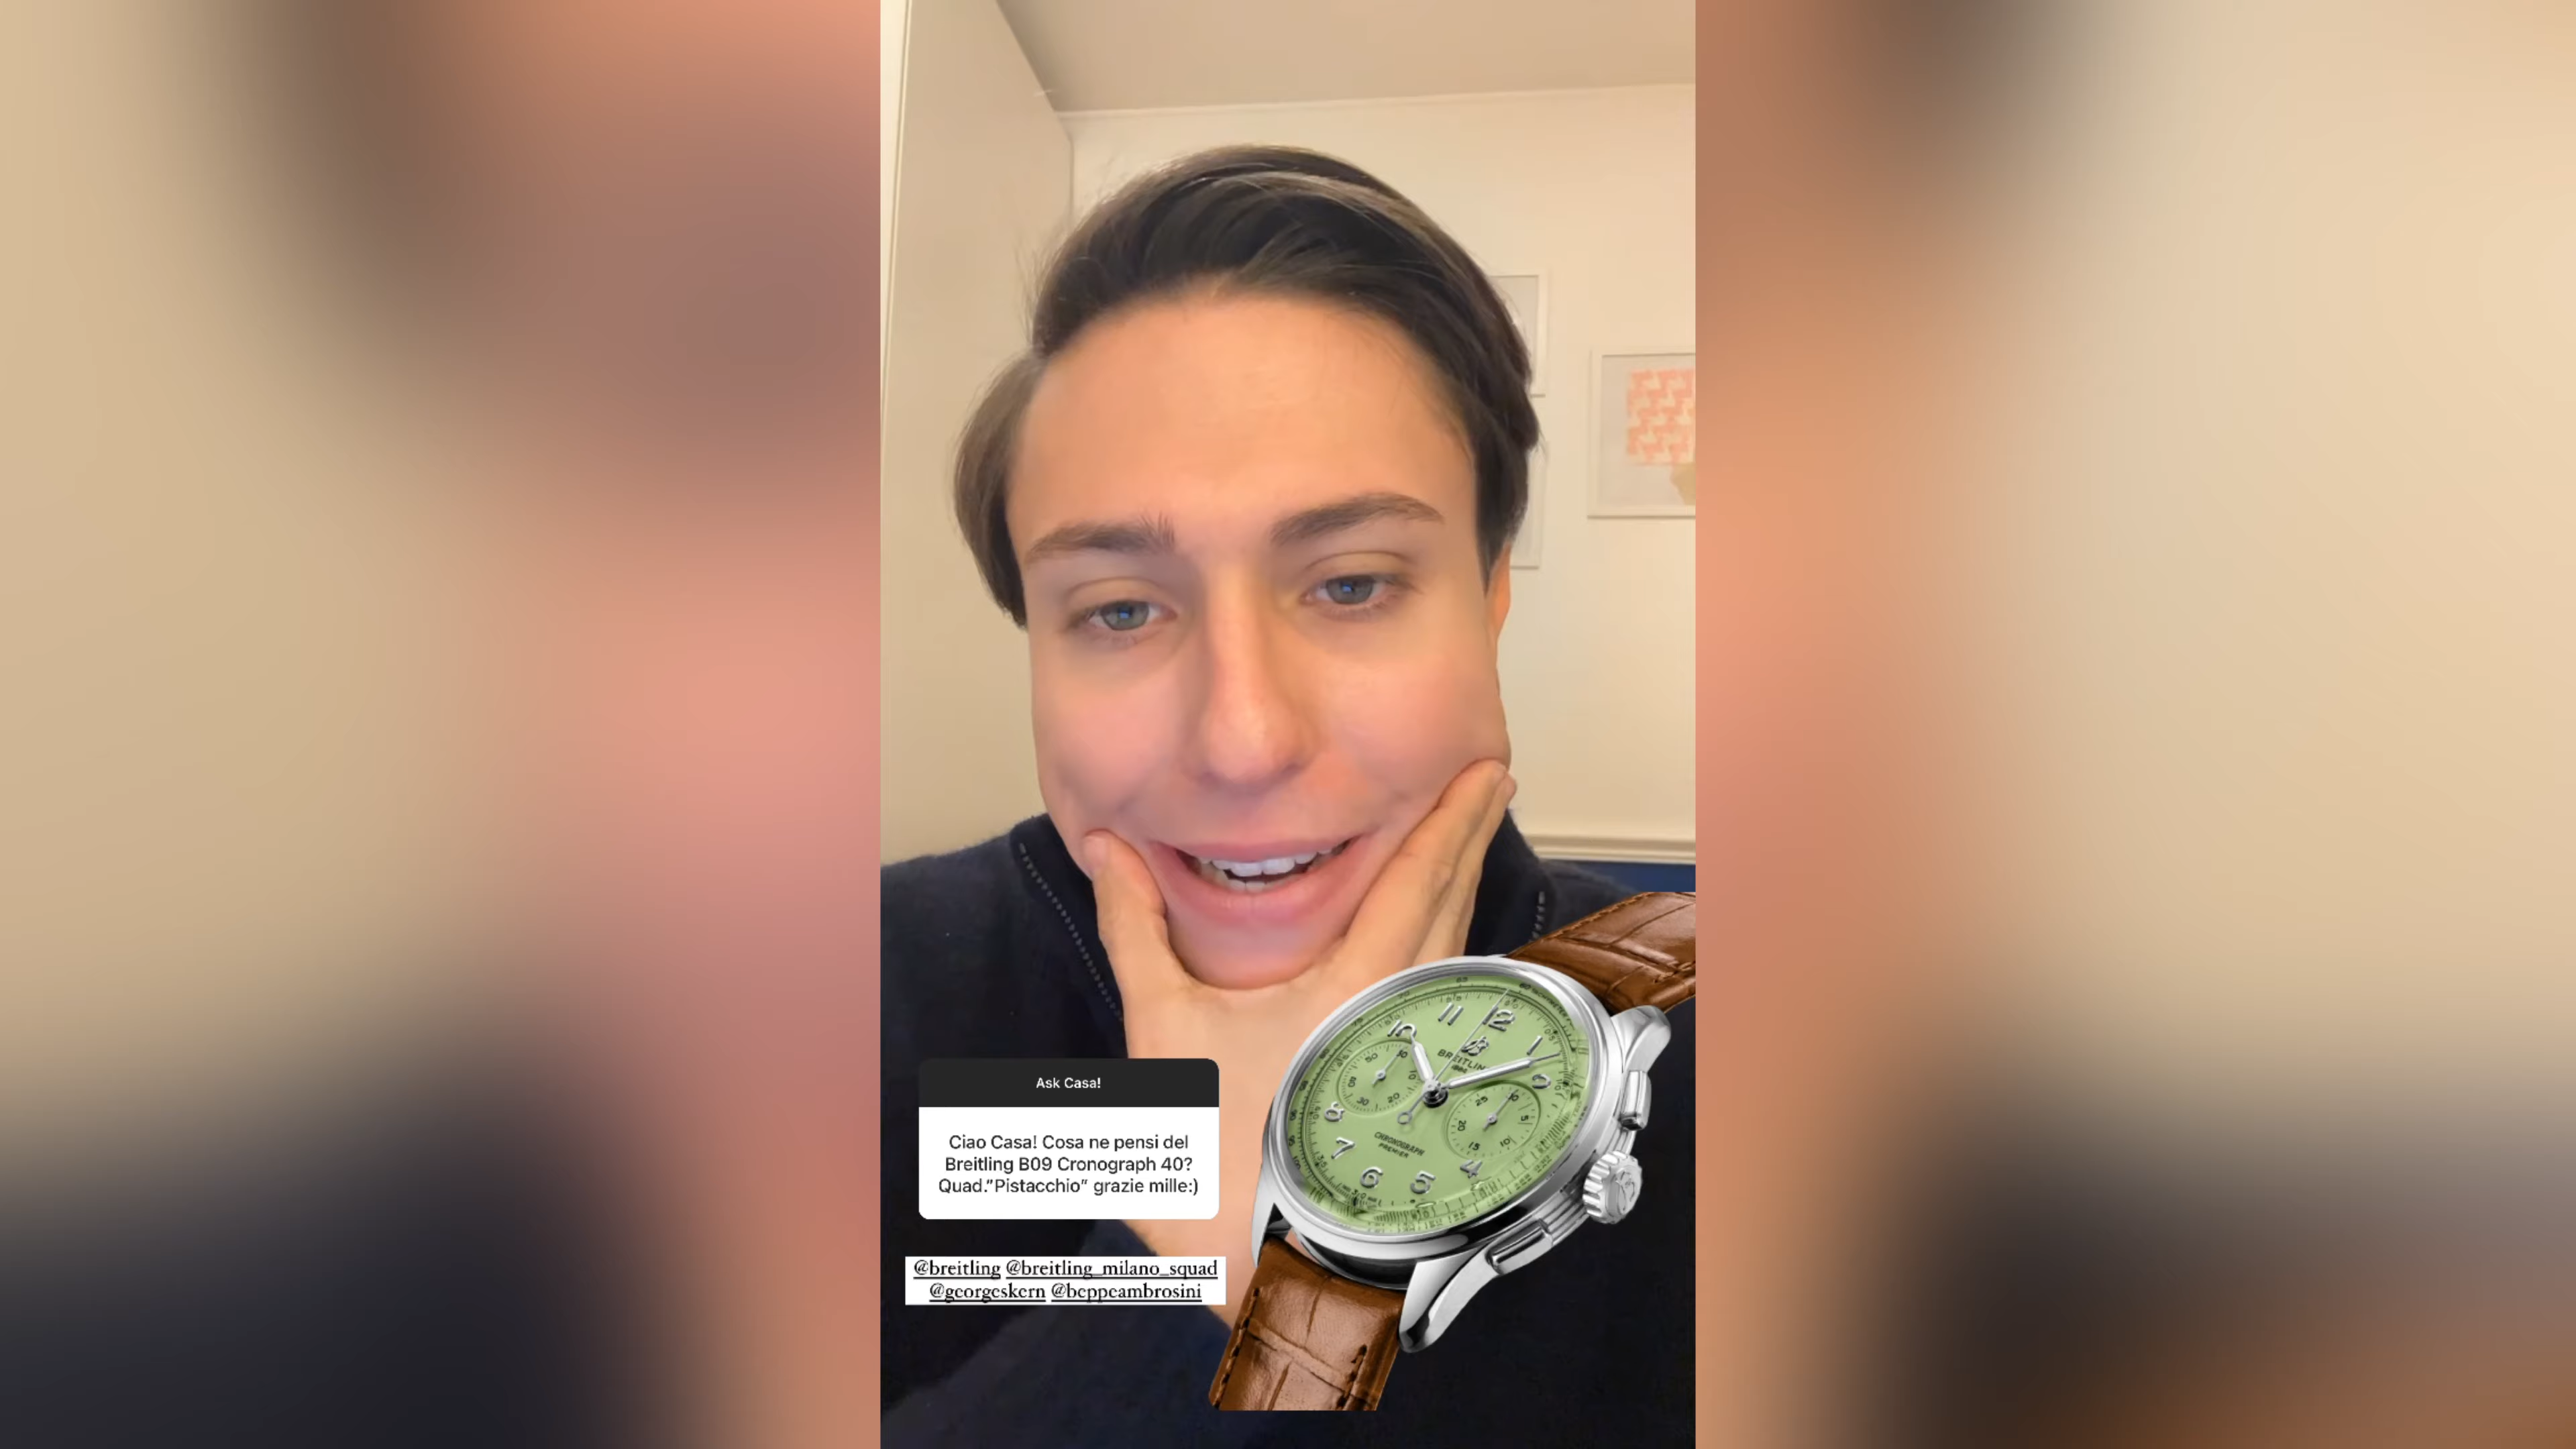 Ask Casa!
Ciao Casa! Cosa ne pensi del
Breitling B09 Cronograph 40?
Quad."Pistacchio" grazie mille:)
@breitling @breitling_milano_squad
@georgeskern @beppeambrosini
BREITLING
1884
CHRONOGRAPH
PREMIER